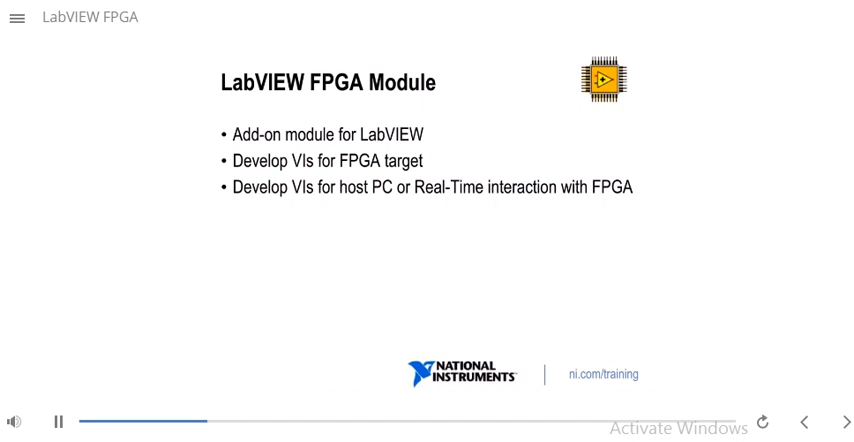 LabVIEW FPGA
LabVIEW FPGA Module
• Add-on module for LabVIEW
• Develop VIs for FPGA target
• Develop VIs for host PC or Real-Time interaction with FPGA
NATIONAL
INSTRUMENTS
ni.com/training
Activate Windows